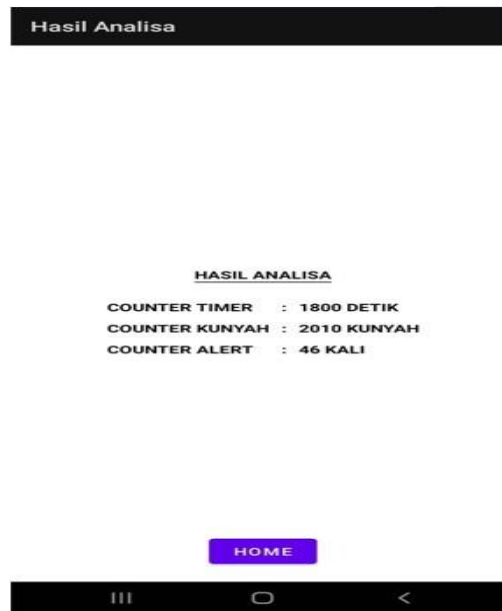 Hasil Analisa
HASIL ANALISA
COUNTER TIMER : 1800 DETIK
COUNTER KUNYAH : 2010 KUNYAH
COUNTER ALERT : 46 KALI
HOME